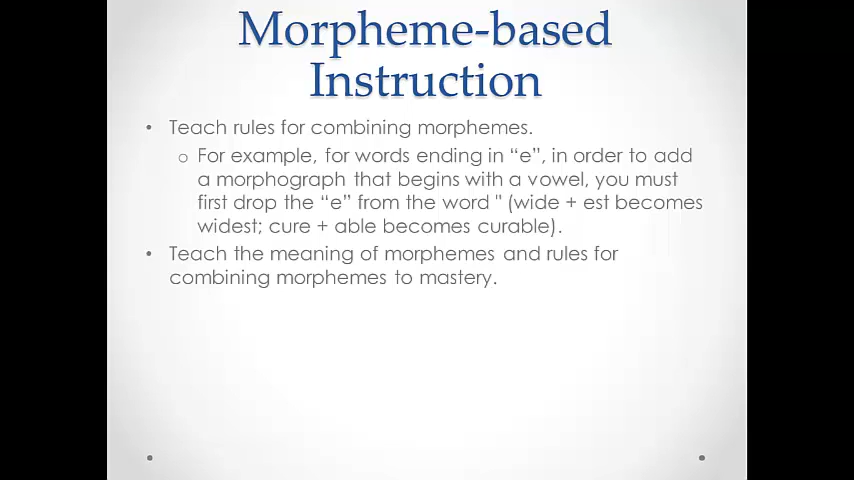 Morpheme-based
Instruction
• Teach rules for combining morphemes.
o For example, for words ending in “e”, in order to add
a morphograph that begins with a vowel, you must
first drop the “e” from the word " (wide + est becomes
widest; cure + able becomes curable).
• Teach the meaning of morphemes and rules for
combining morphemes to mastery.